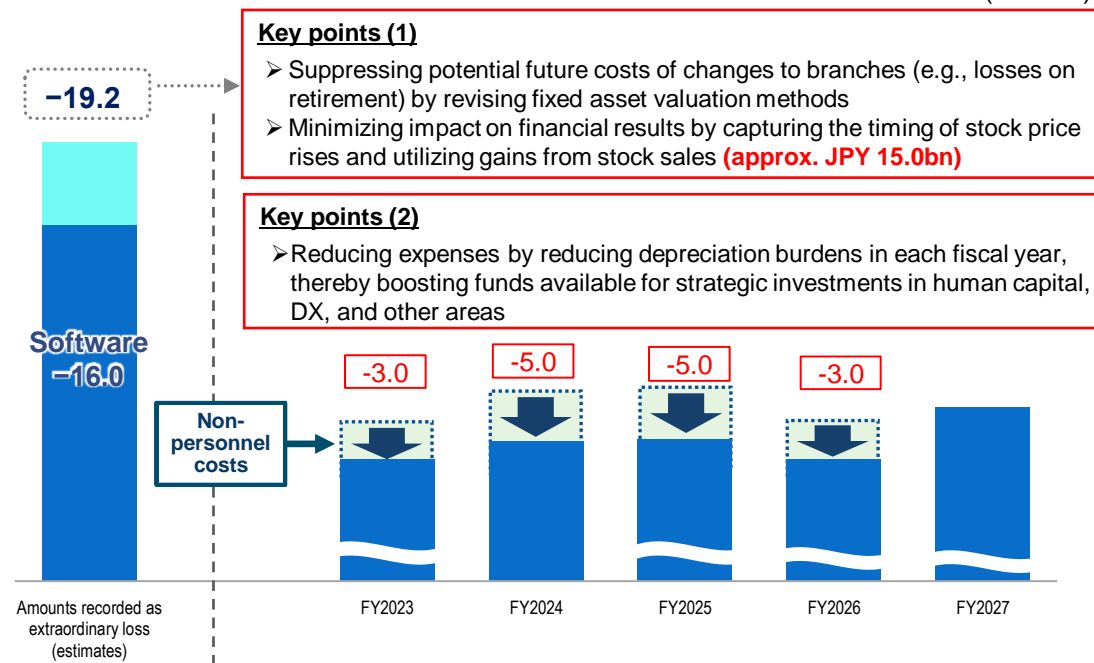 Key points (1)
➢ Suppressing potential future costs of changes to branches (e.g., losses on
retirement) by revising fixed asset valuation methods
➢ Minimizing impact on financial results by capturing the timing of stock price
rises and utilizing gains from stock sales (approx. JPY 15.0bn)
−19.2
Key points (2)
➢ Reducing expenses by reducing depreciation burdens in each fiscal year,
thereby boosting funds available for strategic investments in human capital,
DX, and other areas
Software
−16.0
-3.0
-5.0
-5.0
-3.0
Non-
personnel
costs
Amounts recorded as
extraordinary loss
(estimates)
FY2023
FY2024
FY2025
FY2026
FY2027